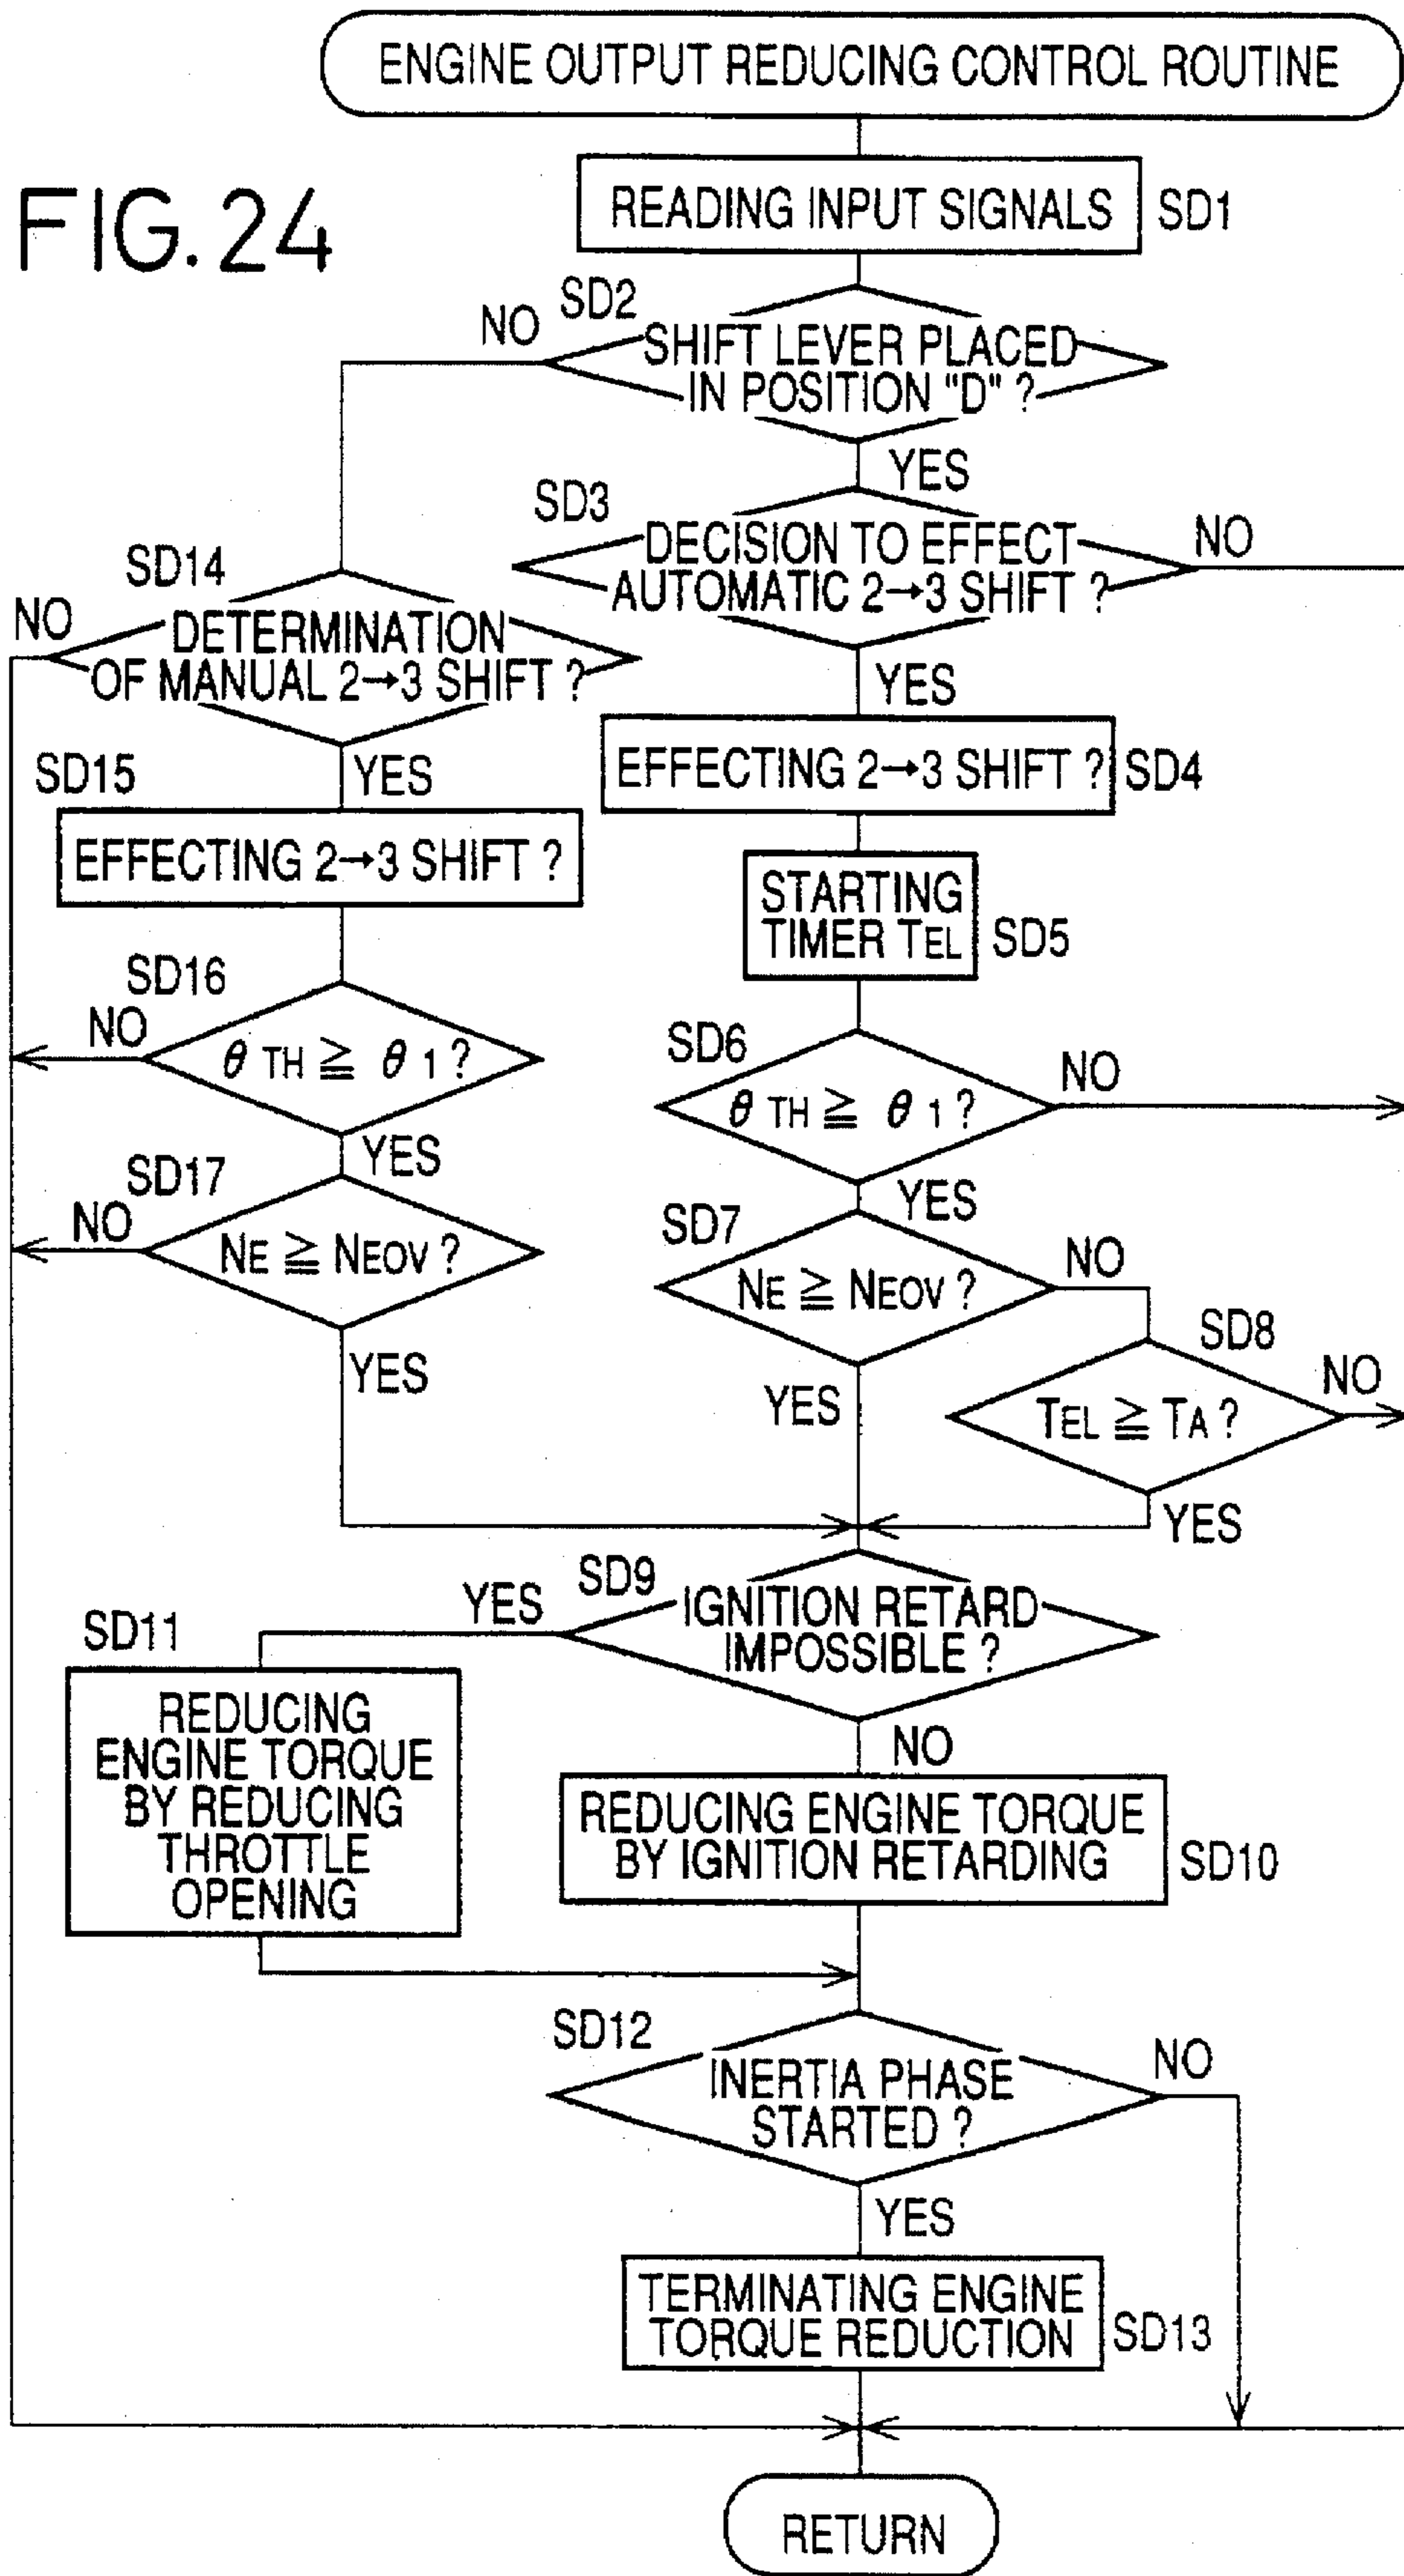 ENGINE OUTPUT REDUCING CONTROL ROUTINE
FIG. 24
READING INPUT SIGNALS
SD1
SD2
NO
SHIFT LEVER PLACED
IN POSITION "D" ?
YES
SD3
DECISION TO EFFECT
AUTOMATIC 2→3 SHIFT ?
NO
SD14
NO
DETERMINATION
OF MANUAL 2→3 SHIFT ?
YES
YES
EFFECTING 2→3 SHIFT ?
SD4
SD15
EFFECTING 2→3 SHIFT ?
STARTING
TIMER TEL
SD5
SD16
NO
θ TH ≧ θ 1 ?
YES
SD6
θ TH ≧ θ 1 ?
NO
YES
SD17
NO
NE ≧ NEOV ?
YES
SD7
NE ≧ NEOV ?
NO
YES
SD8
TEL ≧ TA ?
NO
YES
SD9
YES
IGNITION RETARD
IMPOSSIBLE ?
NO
SD11
REDUCING
ENGINE TORQUE
BY REDUCING
THROTTLE
OPENING
REDUCING ENGINE TORQUE
BY IGNITION RETARDING
SD10
SD12
INERTIA PHASE
STARTED ?
NO
YES
TERMINATING ENGINE
TORQUE REDUCTION
SD13
RETURN